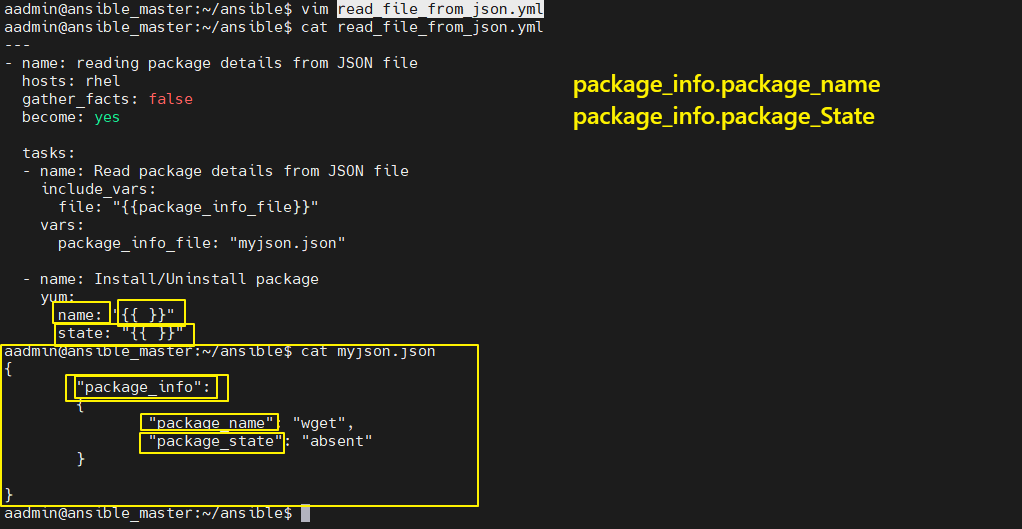 aadmin@ansible_master:~/ansible$ vim read_file_from_json.yml
aadmin@ansible_master:~/ansible$ cat read_file_from_json.yml
---
- name: reading package details from JSON file
  hosts: rhel
  gather_facts: false
  become: yes
  tasks:
  - name: Read package details from JSON file
    include_vars:
      file: "{{package_info_file}}"
    vars:
      package_info_file: "myjson.json"
  - name: Install/Uninstall package
    yum:
      name: "{{ }}"
      state: "{{ }}"
aadmin@ansible_master:~/ansible$ cat myjson.json
{
        "package_info":
        {
                "package_name": "wget",
                "package_state": "absent"
        }
}
aadmin@ansible_master:~/ansible$
package_info.package_name
package_info.package_State